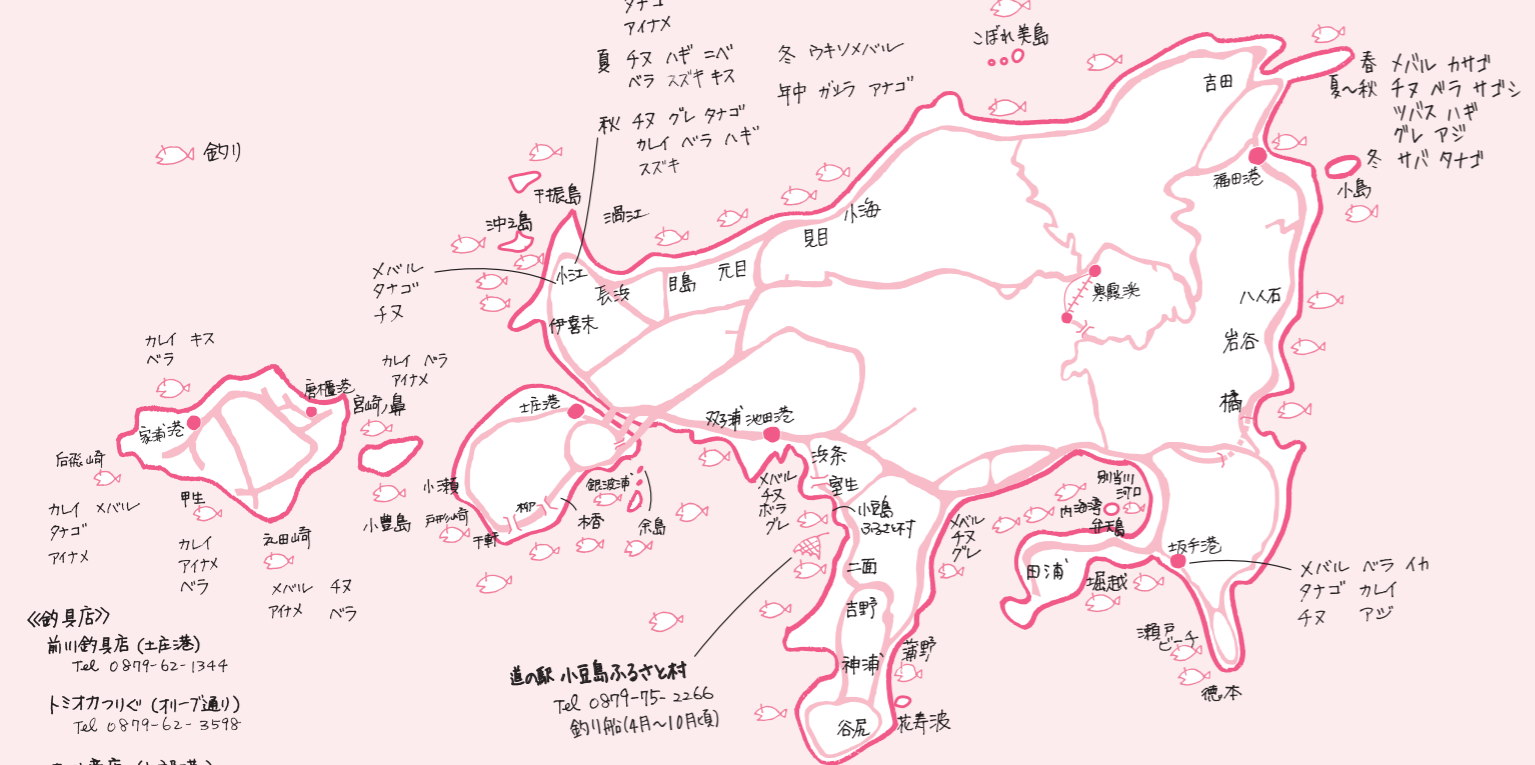 アイナメ
夏 チヌ ハギ ニベ
ベラ スズキ キス
冬 ウキソメバル
年中 ガシラ アナゴ
秋 チヌ グレ タナゴ
カレイ ベラ ハギ
スズキ
こぼれ美島
吉田
春 メバル カサゴ
夏〜秋 チヌ ベラ サゴシ
ツバス ハギ
グレ アジ
冬 サバ タナゴ
小島
福田港
釣り
千振島
沖之島
渦江
小海
見目
元目
目島
小江
長浜
伊喜末
メバル
タナゴ
チヌ
寒霞渓
八人石
岩谷
橘
カレイ キス
ベラ
カレイ ベラ
アイナメ
唐櫃港
宮崎ノ鼻
家浦港
后飛崎
甲生
カレイ メバル
タナゴ
アイナメ
カレイ
アイナメ
ベラ
元田崎
メバル チヌ
アイナメ ベラ
小豊島
土庄港
小瀬
戸形崎
千軒
柳
木香
銀波浦
余島
双子浦
池田港
メバル
チヌ
ボラ
グレ
浜条
室生
小豆島
ふるさと村
二面
吉野
蒲野
神浦
谷尻
花寿波
メバル
チヌ
グレ
別当川
河口
内海湾
弁天島
田浦
堀越
坂手港
瀬戸
ビーチ
徳本
メバル ベラ イカ
タナゴ カレイ
チヌ アジ
道の駅 小豆島ふるさと村
Tel 0879-75-2266
釣り船(4月〜10月頃)
《釣具店》
前川釣具店 (土庄港)
Tel 0879-62-1344
トミオカつりぐ (オリーブ通り)
Tel 0879-62-3598